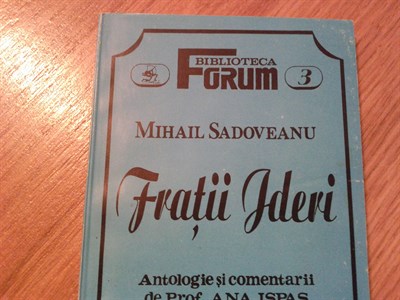 BIBLIOTECA
FORUM 3
MIHAIL SADOVEANU
Frații Jderi
Antologie și comentarii
de Prof. ANA ISPAS